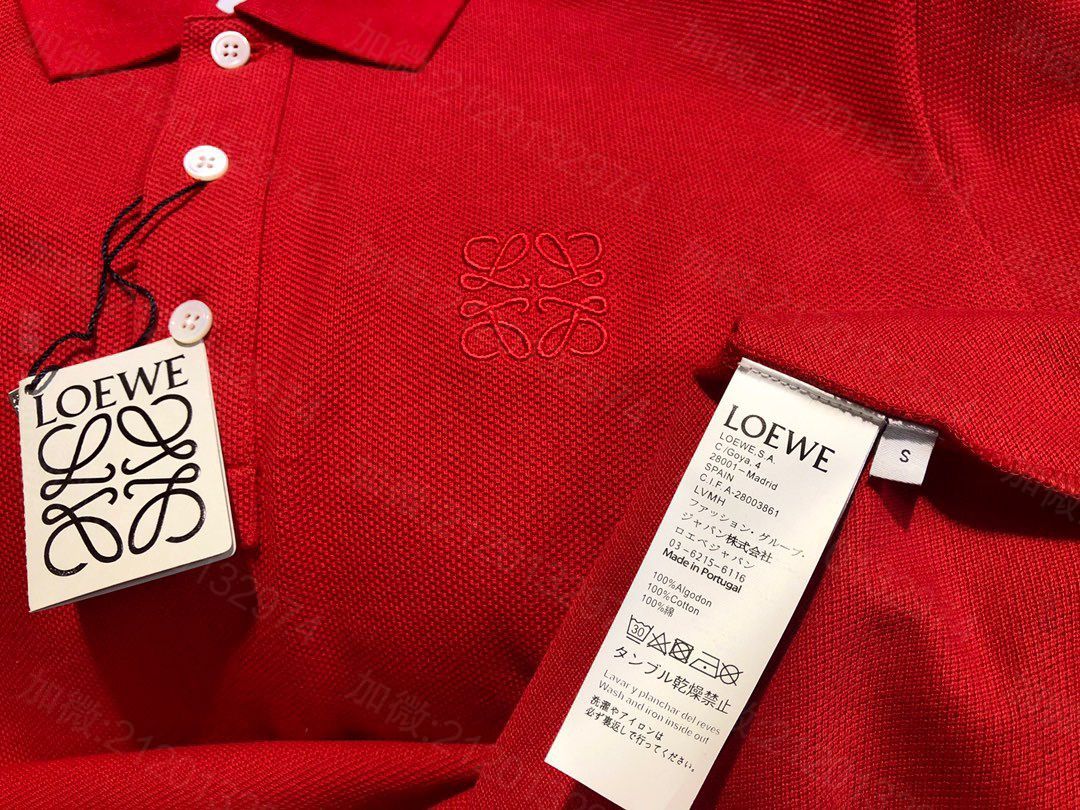 LOEWE
LOEWE
LOEWE,S.A.
C/Goya, 4
28001-Madrid
SPAIN
C.I.F A-28003861
LVMH
ファッション・グループ・
ジャパン株式会社
ロエベジャパン
03-6215-6116
Made in Portugal
100%Algodon
100%Cotton
100%綿
30
タンブル乾燥禁止
Lavar y planchar del reves
Wash and iron inside out
洗濯やアイロンは
必ず裏返しで行ってください。
S